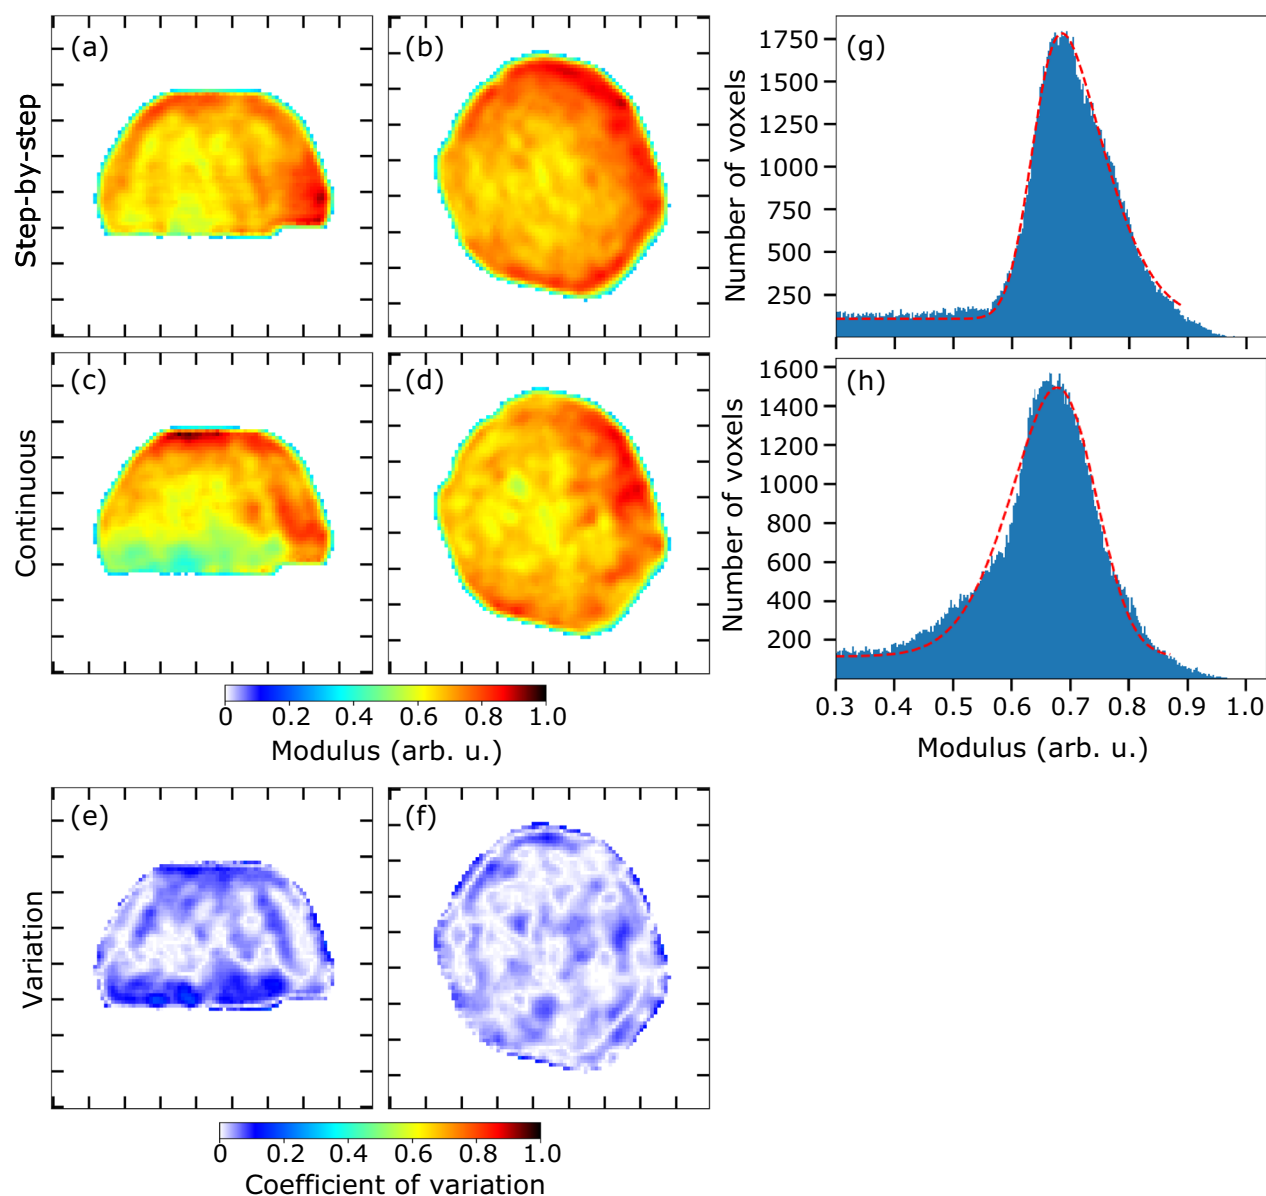 Step-by-step
(a)
(b)
Continuous
(c)
(d)
0 0.2 0.4 0.6 0.8 1.0
Modulus (arb. u.)
Variation
(e)
(f)
0 0.2 0.4 0.6 0.8 1.0
Coefficient of variation
(g)
Number of voxels
1750
1500
1250
1000
750
500
250
(h)
Number of voxels
1600
1400
1200
1000
800
600
400
200
0.3 0.4 0.5 0.6 0.7 0.8 0.9 1.0
Modulus (arb. u.)